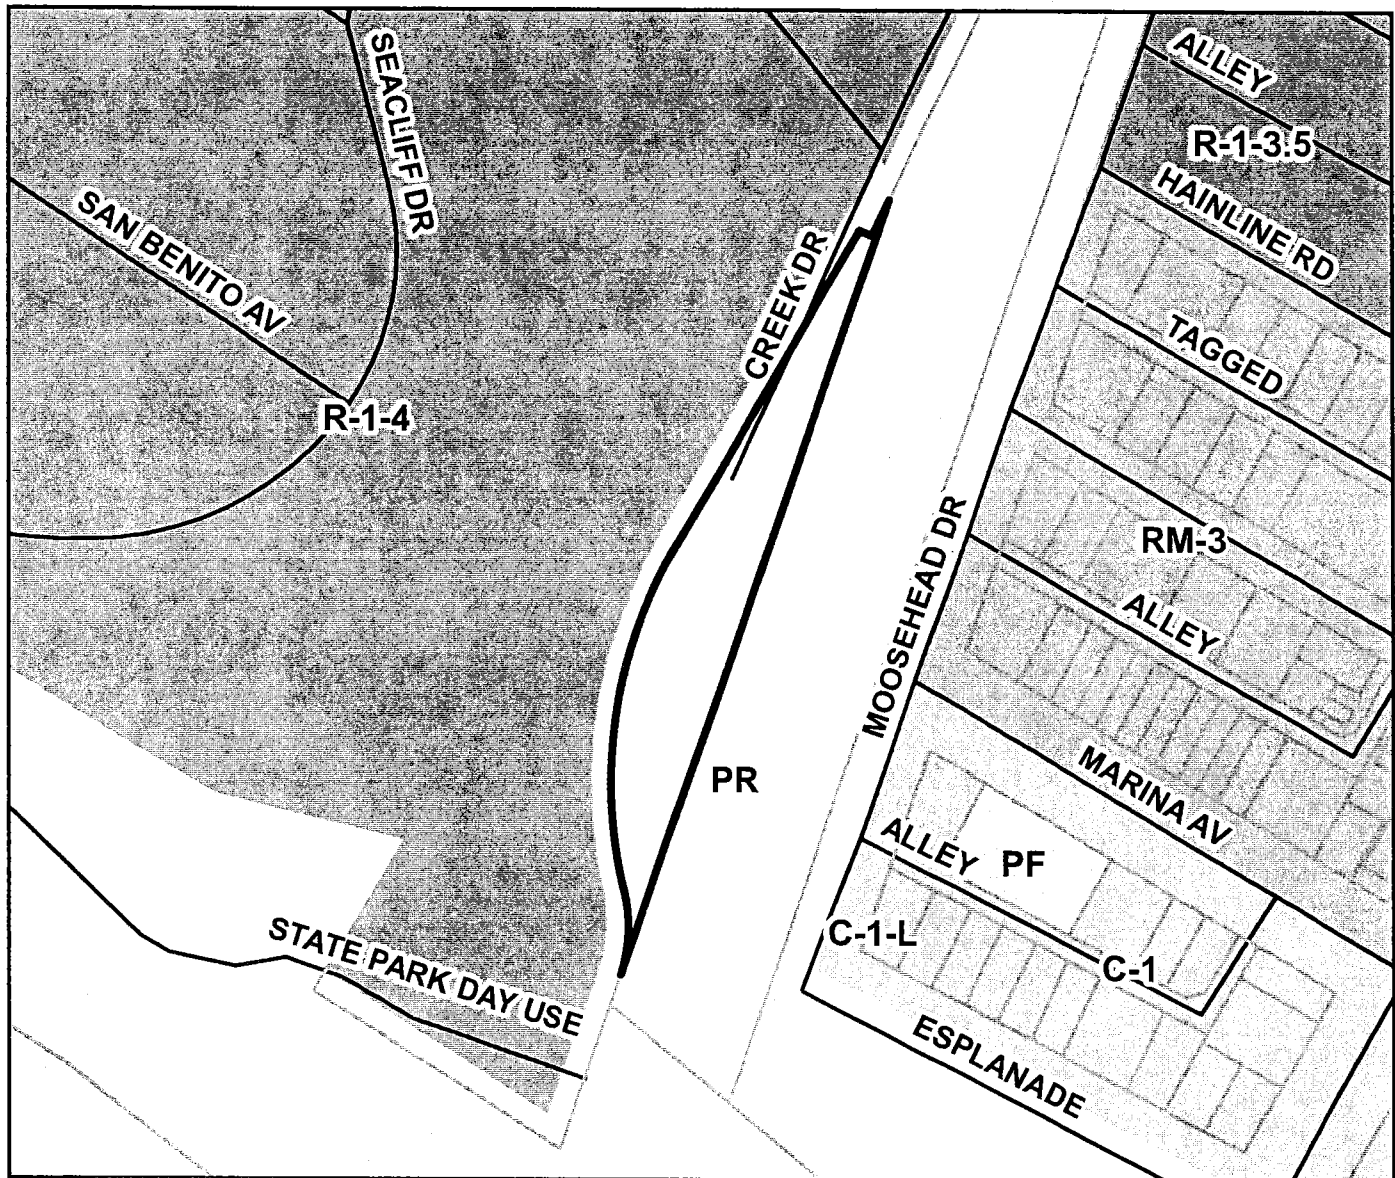 SEACLIFF DR
ALLEY
R-1-3.5
HAINLINE RD
SAN BENITO AV
CREEK DR
TAGGED
R-1-4
RM-3
MOOSEHEAD DR
ALLEY
PR
MARINA AV
ALLEY
PF
C-1-L
C-1
STATE PARK DAY USE
ESPLANADE